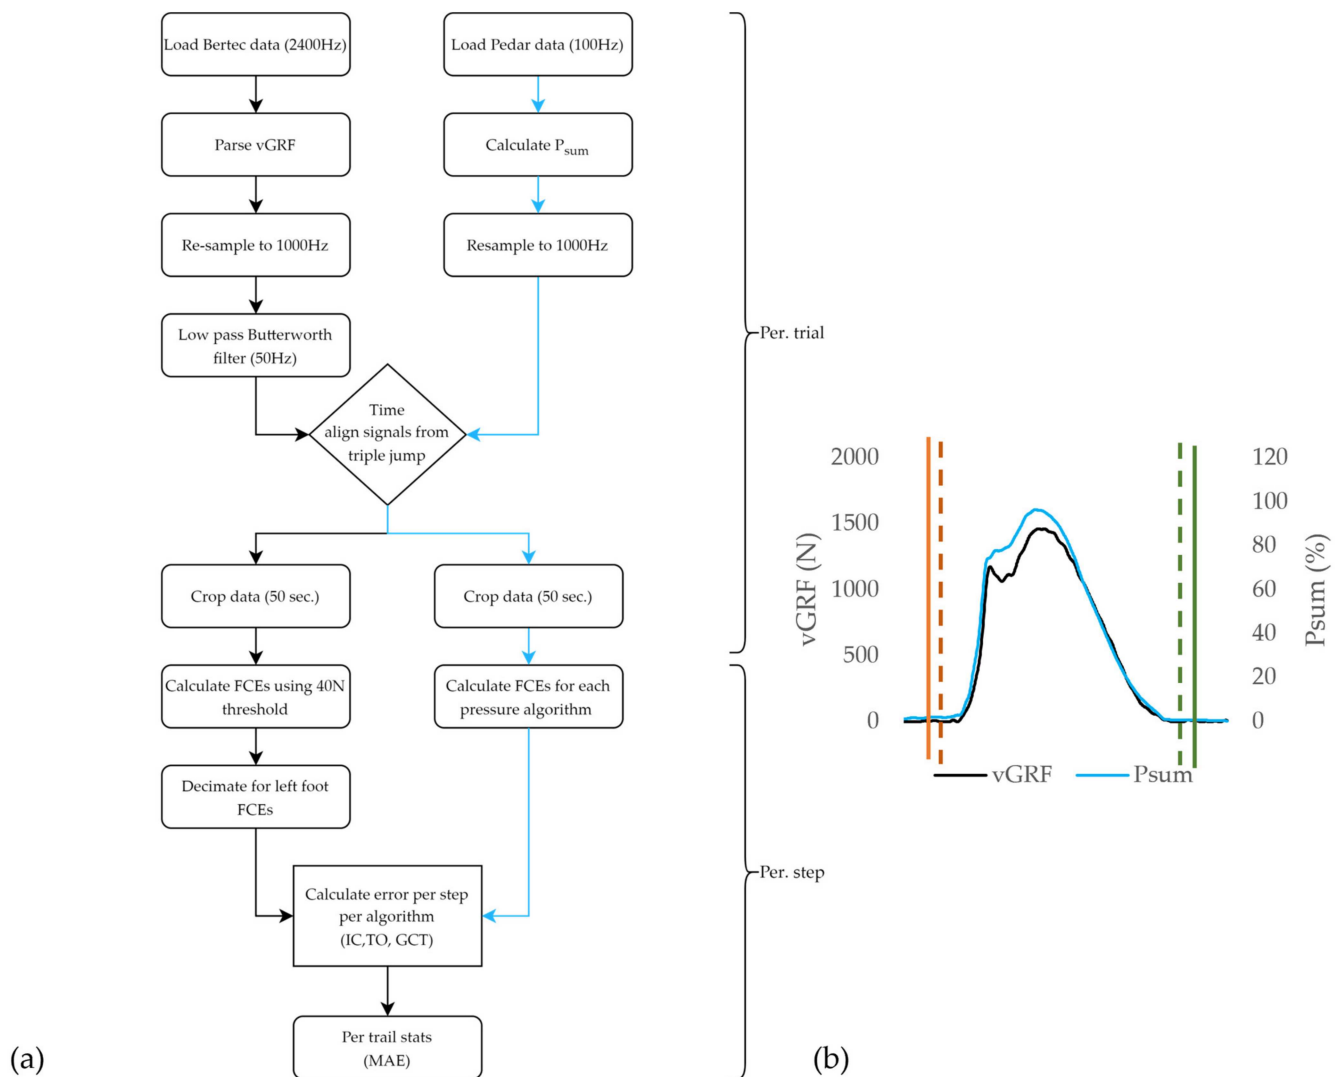 Load Bertec data (2400Hz)
Load Pedar data (100Hz)
Parse vGRF
Calculate Psum
Re-sample to 1000Hz
Resample to 1000Hz
Low pass Butterworth
filter (50Hz)
Time
align signals from
triple jump
Crop data (50 sec.)
Crop data (50 sec.)
Calculate FCEs using 40N
threshold
Calculate FCEs for each
pressure algorithm
Decimate for left foot
FCEs
Calculate error per step
per algorithm
(IC,TO, GCT)
Per trail stats
(MAE)
Per. trial
Per. step
(a)
2000
1500
1000
500
0
vGRF (N)
120
100
80
60
40
20
0
Psum (%)
vGRF
Psum
(b)